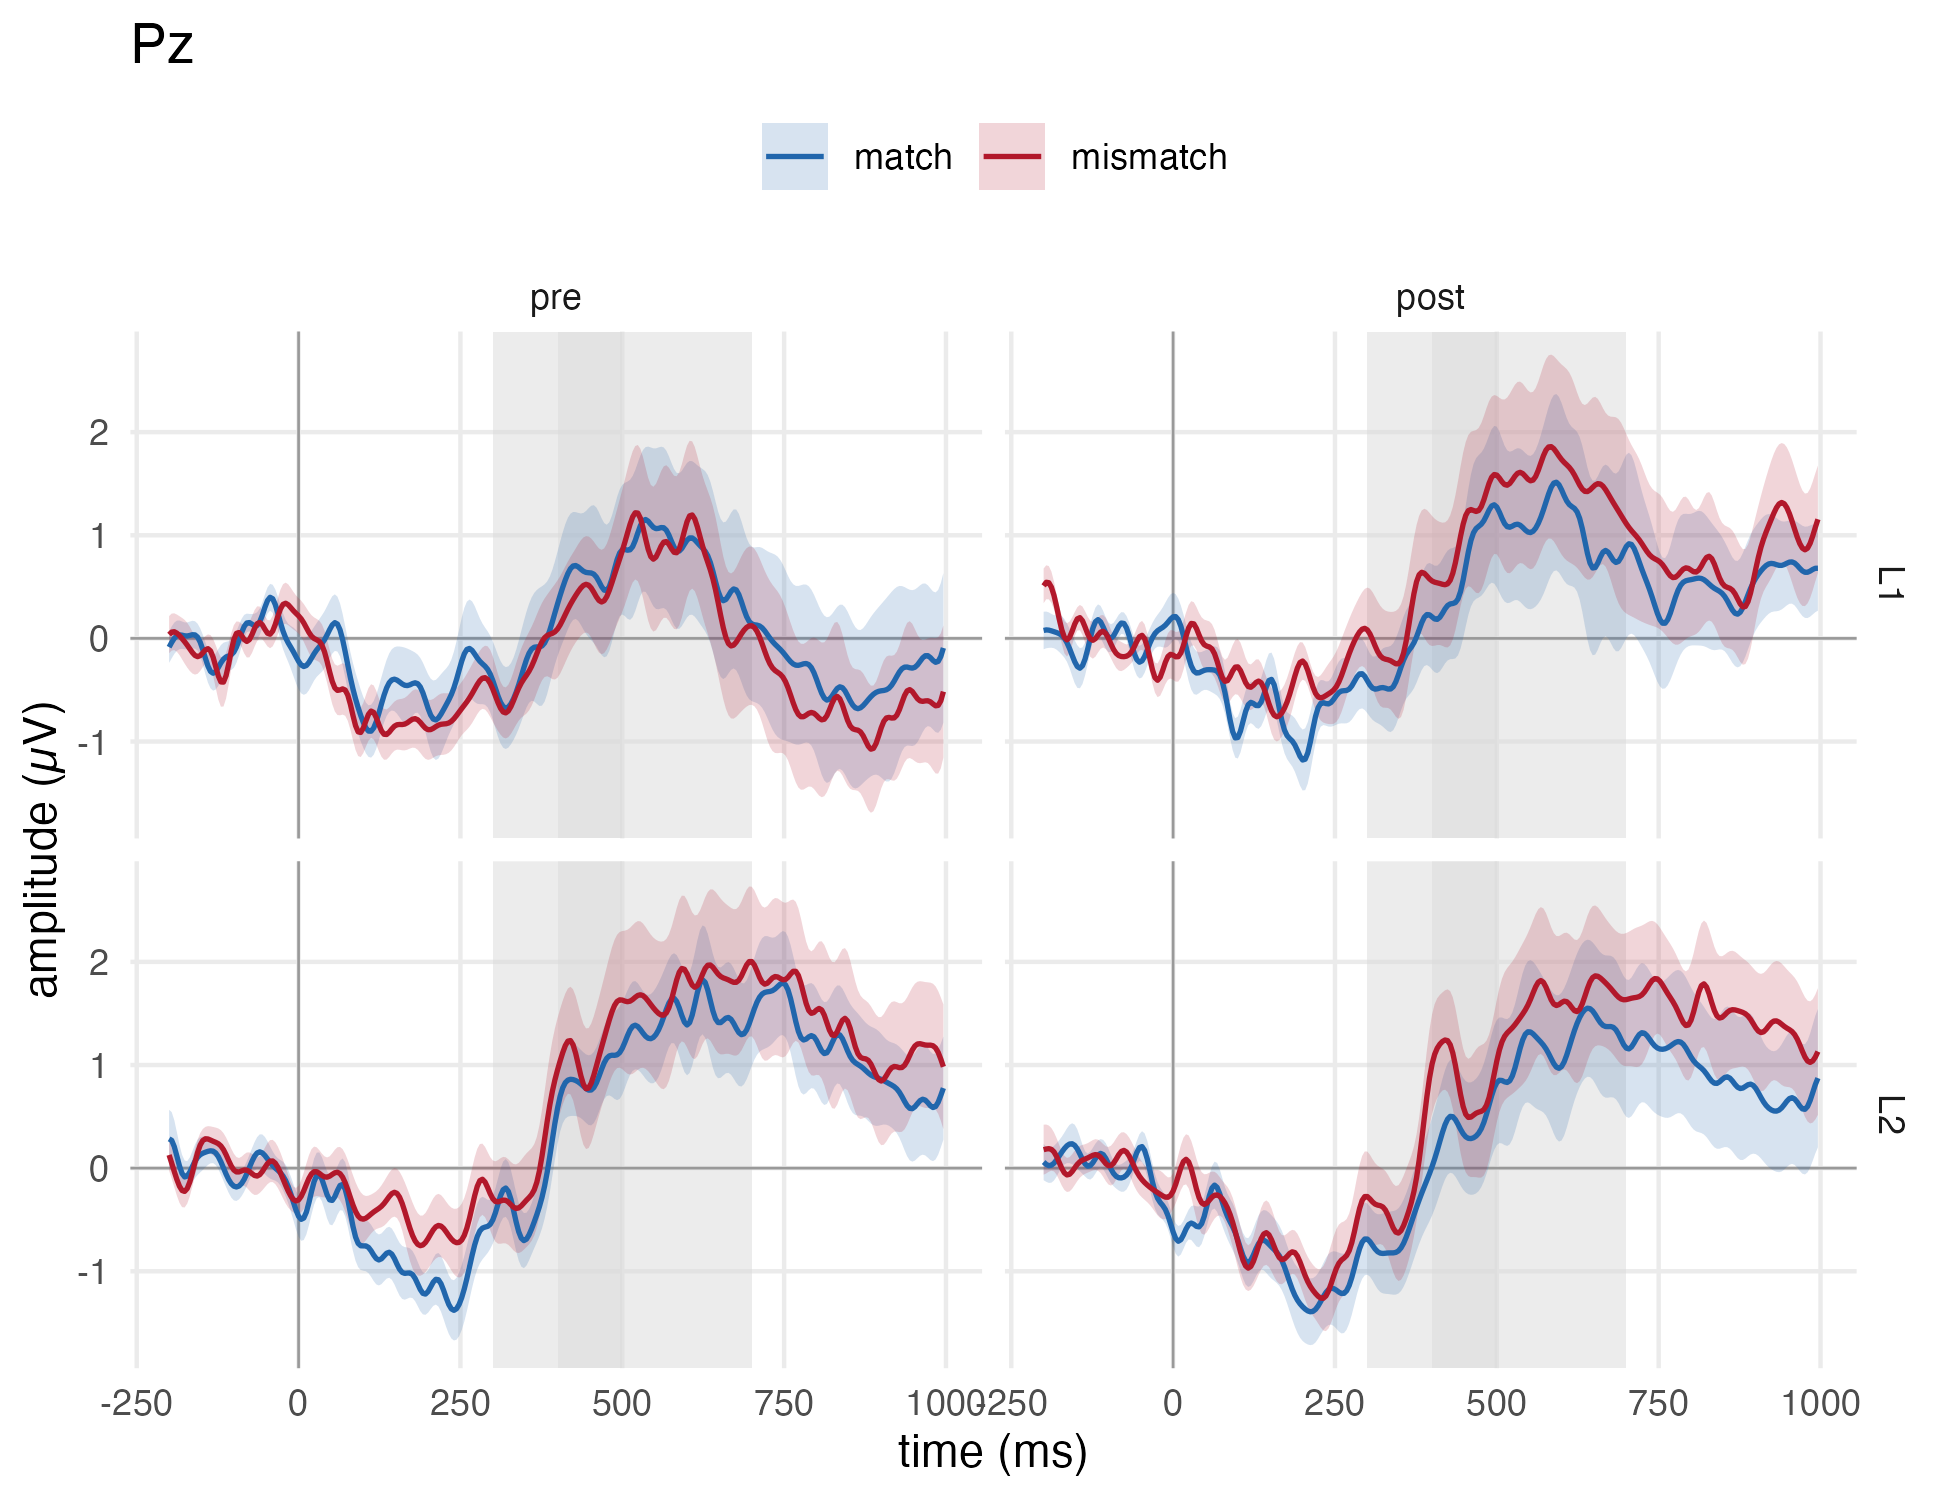 Pz
match mismatch
pre post
2
1
0
-1
L1
2
1
0
-1
L2
amplitude (μV)
-250 0 250 500 750 1000 -250 0 250 500 750 1000
time (ms)